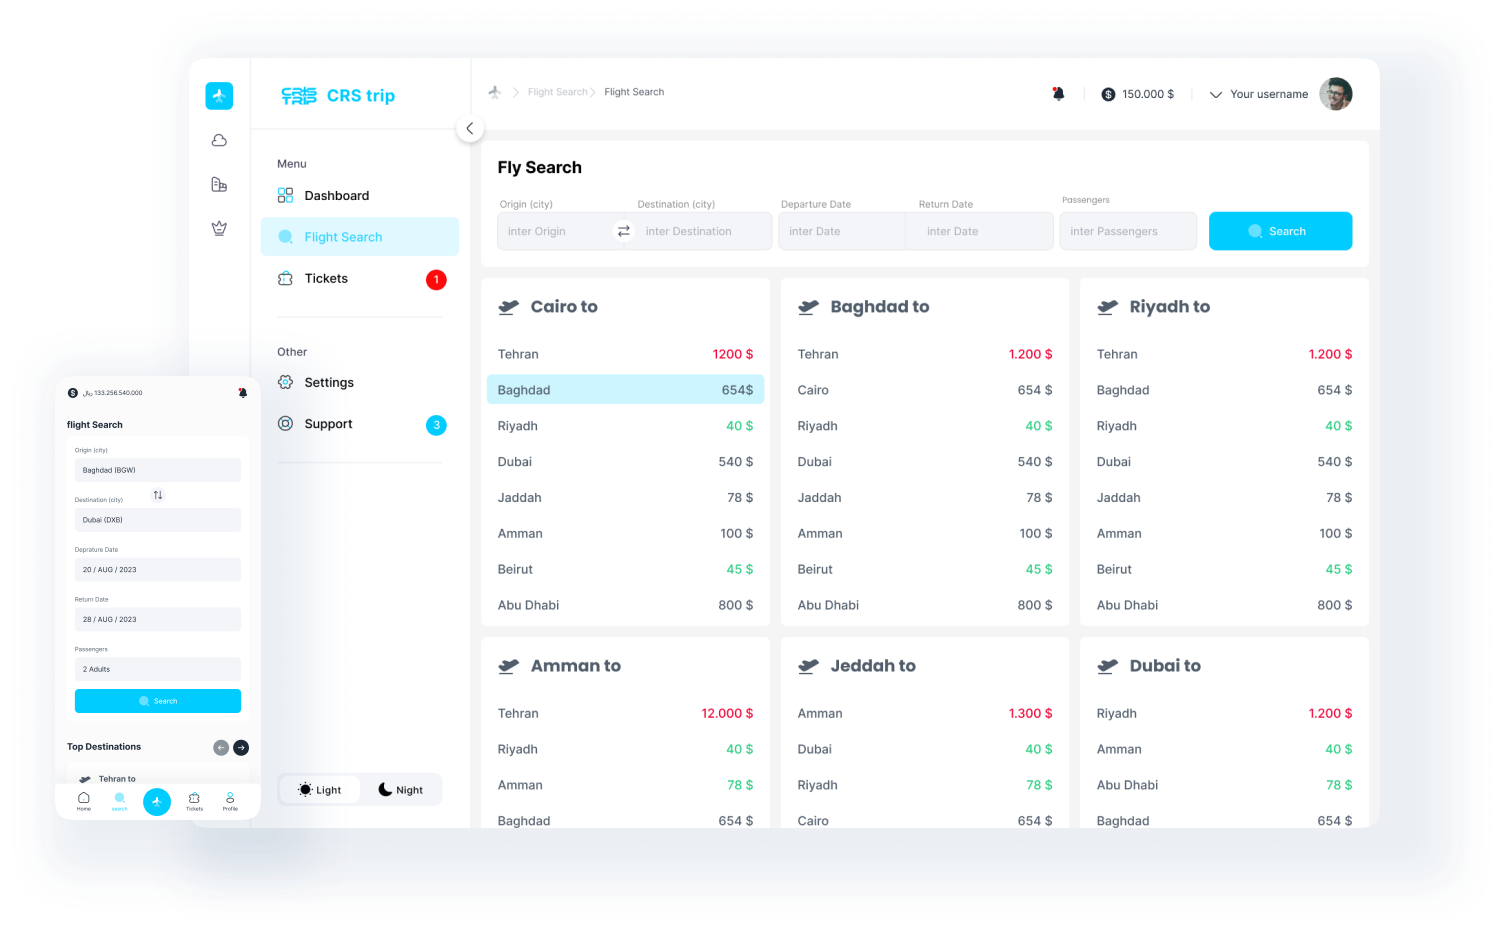 CRS TRIP CRS trip
Flight Search
Flight Search
150.000 $
Your username
Menu
Dashboard
Flight Search
Tickets
1
Other
Settings
Support
3
Light
Night
Fly Search
Origin (city)
Destination (city)
Departure Date
Return Date
Passengers
inter Origin
inter Destination
inter Date
inter Date
inter Passengers
Search
Cairo to
Tehran 1200 $
Baghdad 654$
Riyadh 40 $
Dubai 540 $
Jaddah 78 $
Amman 100 $
Beirut 45 $
Abu Dhabi 800 $
Baghdad to
Tehran 1.200 $
Cairo 654 $
Riyadh 40 $
Dubai 540 $
Jaddah 78 $
Amman 100 $
Beirut 45 $
Abu Dhabi 800 $
Riyadh to
Tehran 1.200 $
Baghdad 654 $
Riyadh 40 $
Dubai 540 $
Jaddah 78 $
Amman 100 $
Beirut 45 $
Abu Dhabi 800 $
Amman to
Tehran 12.000 $
Riyadh 40 $
Amman 78 $
Baghdad 654 $
Jeddah to
Amman 1.300 $
Dubai 40 $
Riyadh 78 $
Cairo 654 $
Dubai to
Riyadh 1.200 $
Amman 40 $
Abu Dhabi 78 $
Baghdad 654 $
ریال 133.256.540.000
flight Search
Origin (city)
Baghdad (BGW)
Destination (city)
Dubai (DXB)
Deprature Date
20 / AUG / 2023
Return Date
28 / AUG / 2023
Passengers
2 Adults
Search
Top Destinations
Tehran to
Home
search
Tickets
Profile